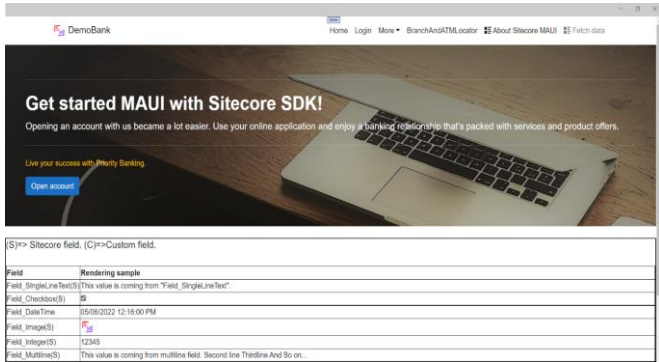 DemoBank
Home Login More BranchAndATMLocator About Sitecore MAUI Fetch data
Get started MAUI with Sitecore SDK!
Opening an account with us became a lot easier. Use your online application and enjoy a banking relationship that's packed with services and product offers.
Live your success with Priority Banking.
Open account
(S)=> Sitecore field. (C)=>Custom field.
Field Rendering sample
Field_SIngleLineText(S) This value is coming from "Field_SIngleLineText".
Field_Checkbox(S)
Field_DateTime 05/06/2022 12:16:00 PM
Field_Image(S)
Field_Integer(S) 12345
Field_Multiline(S) This value is coming from multiline field. Second line Thirdline And So on...